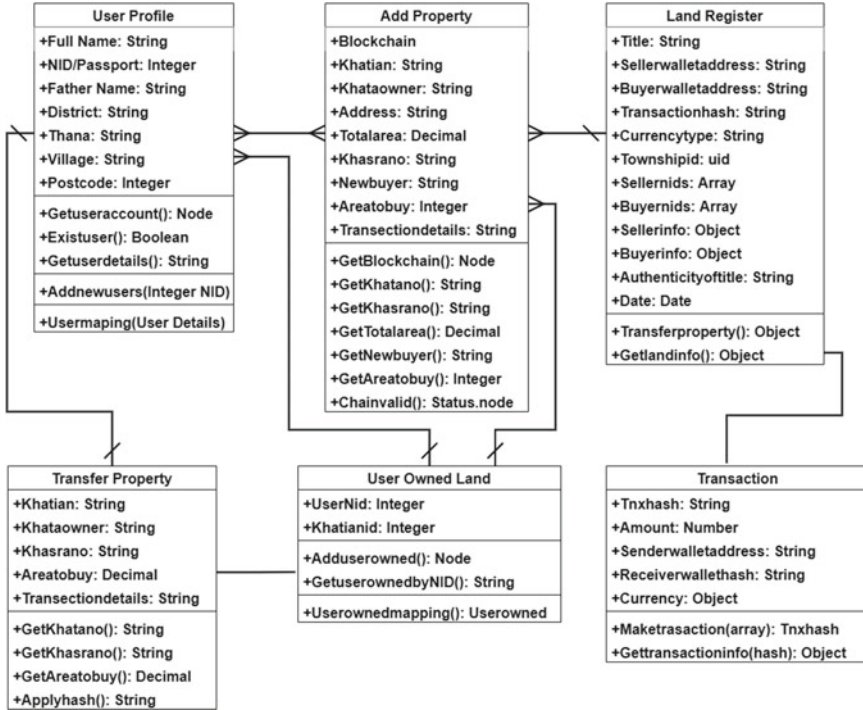 User Profile
+Full Name: String
+NID/Passport: Integer
+Father Name: String
+District: String
+Thana: String
+Village: String
+Postcode: Integer
+Getuseraccount(): Node
+Existuser(): Boolean
+Getuserdetails(): String
+Addnewusers(Integer NID)
+Usermaping(User Details)
Add Property
+Blockchain
+Khatian: String
+Khataowner: String
+Address: String
+Totalarea: Decimal
+Khasrano: String
+Newbuyer: String
+Areatobuy: Integer
+Transectiondetails: String
+GetBlockchain(): Node
+GetKhatano(): String
+GetKhasrano(): String
+GetTotalarea(): Decimal
+GetNewbuyer(): String
+GetAreatobuy(): Integer
+Chainvalid(): Status.node
Land Register
+Title: String
+Sellerwalletaddress: String
+Buyerwalletaddress: String
+Transactionhash: String
+Currencytype: String
+Townshipid: uid
+Sellernids: Array
+Buyernids: Array
+Sellerinfo: Object
+Buyerinfo: Object
+Authenticityoftitle: String
+Date: Date
+Transferproperty(): Object
+Getlandinfo(): Object
Transfer Property
+Khatian: String
+Khataowner: String
+Khasrano: String
+Areatobuy: Decimal
+Transectiondetails: String
+GetKhatano(): String
+GetKhasrano(): String
+GetAreatobuy(): Decimal
+Applyhash(): String
User Owned Land
+UserNid: Integer
+Khatianid: Integer
+Adduserowned(): Node
+GetuserownedbyNID(): String
+Userownedmapping(): Userowned
Transaction
+Tnxhash: String
+Amount: Number
+Senderwalletaddress: String
+Receiverwallethash: String
+Currency: Object
+Maketrasaction(array): Tnxhash
+Gettransactioninfo(hash): Object